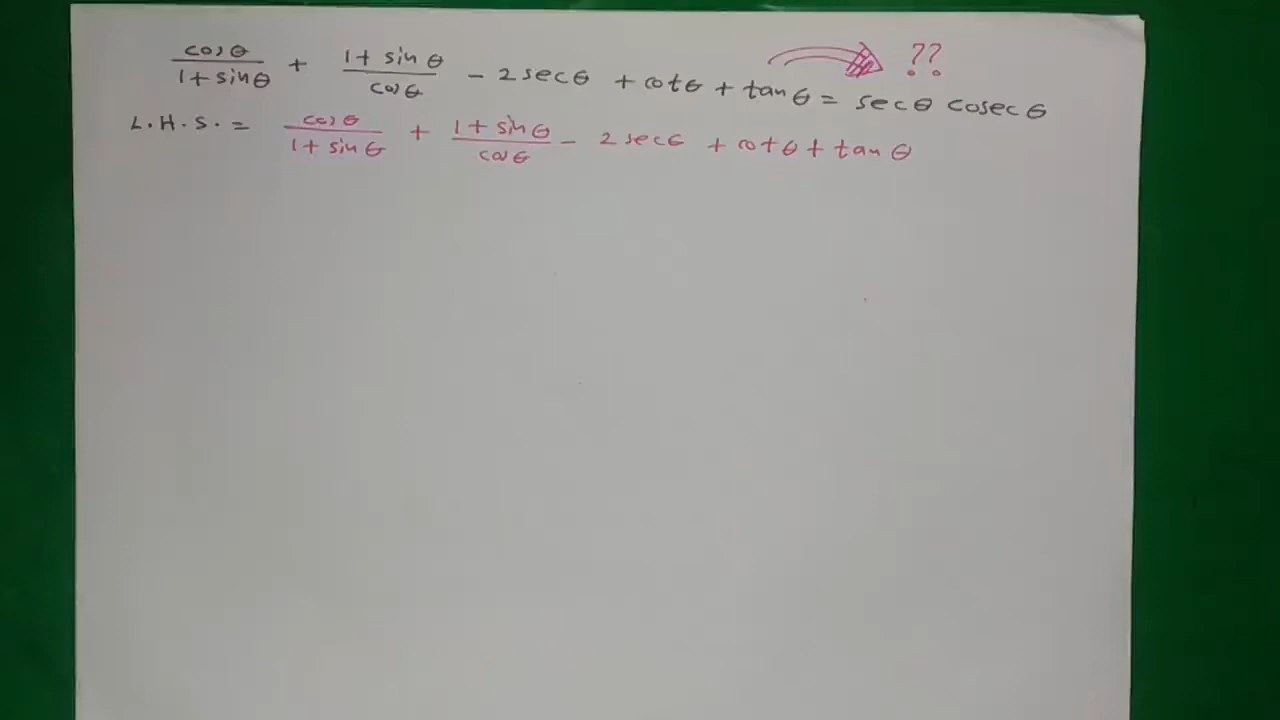 cosθ/1+sinθ + 1+sinθ/cosθ - 2secθ + cotθ + tanθ = secθ cosecθ ??
L.H.S. = cosθ/1+sinθ + 1+sinθ/cosθ - 2secθ + cotθ + tanθ